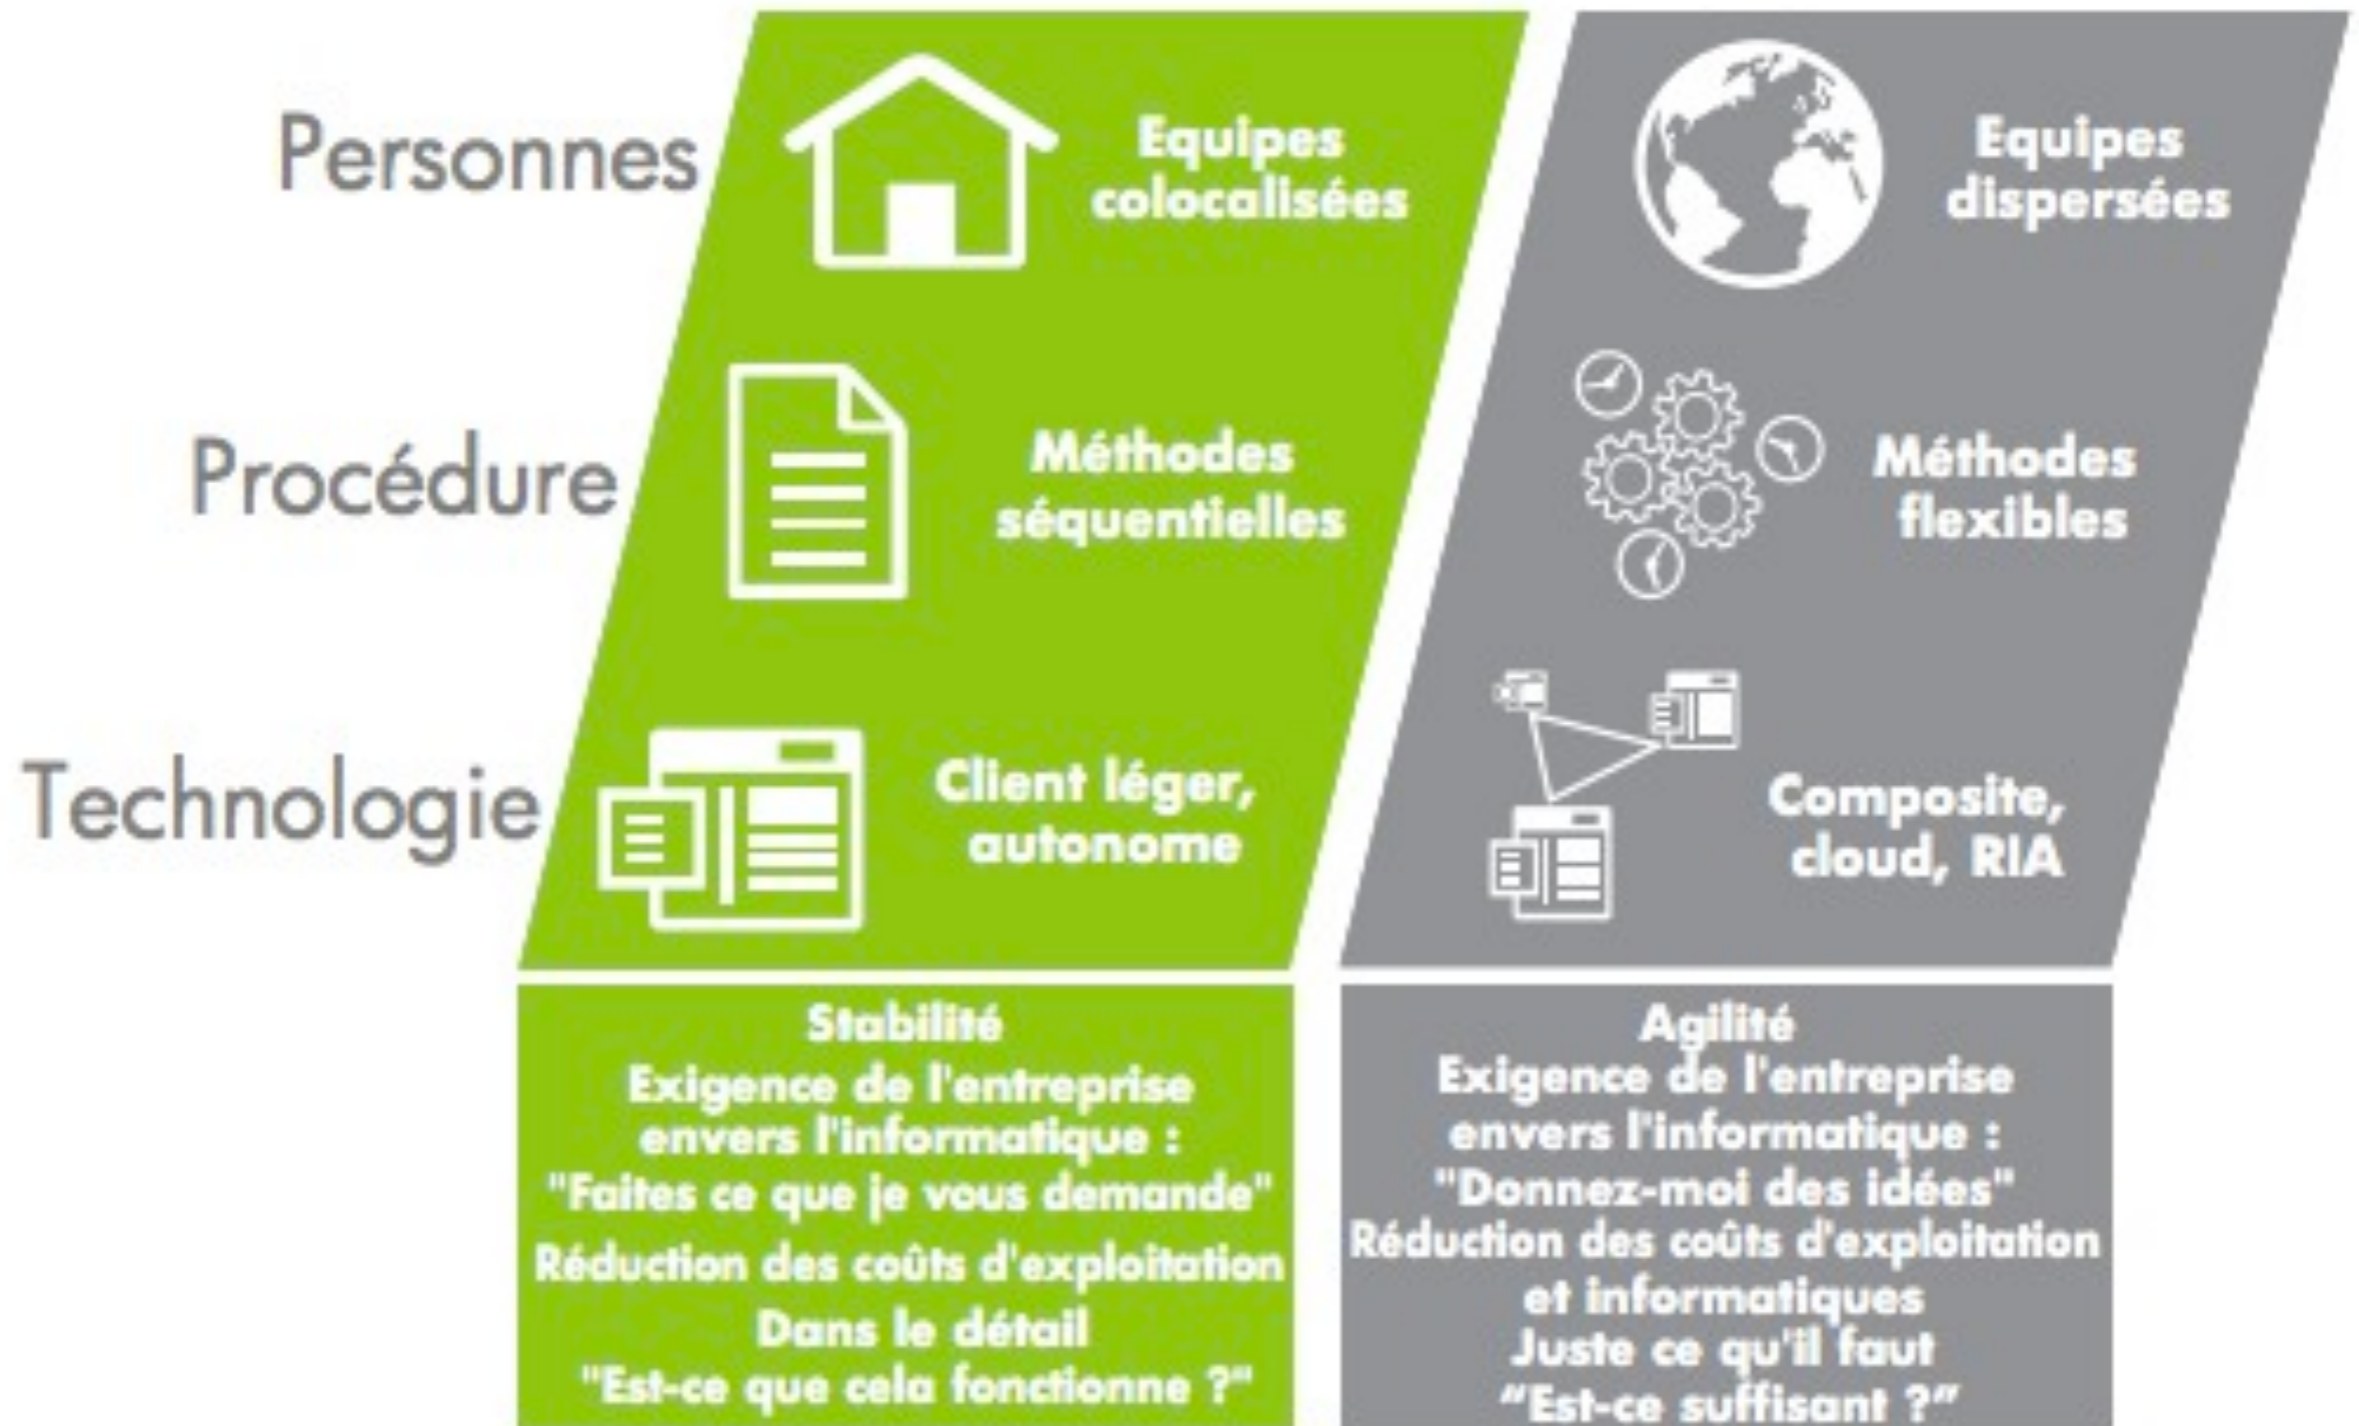 Personnes
Equipes
colocalisées
Equipes
dispersées
Procédure
Méthodes
séquentielles
Méthodes
flexibles
Technologie
Client léger,
autonome
Composite,
cloud, RIA
Stabilité
Exigence de l'entreprise
envers l'informatique :
"Faites ce que je vous demande"
Réduction des coûts d'exploitation
Dans le détail
"Est-ce que cela fonctionne ?"
Agilité
Exigence de l'entreprise
envers l'informatique :
"Donnez-moi des idées"
Réduction des coûts d'exploitation
et informatiques
Juste ce qu'il faut
“Est-ce suffisant ?”